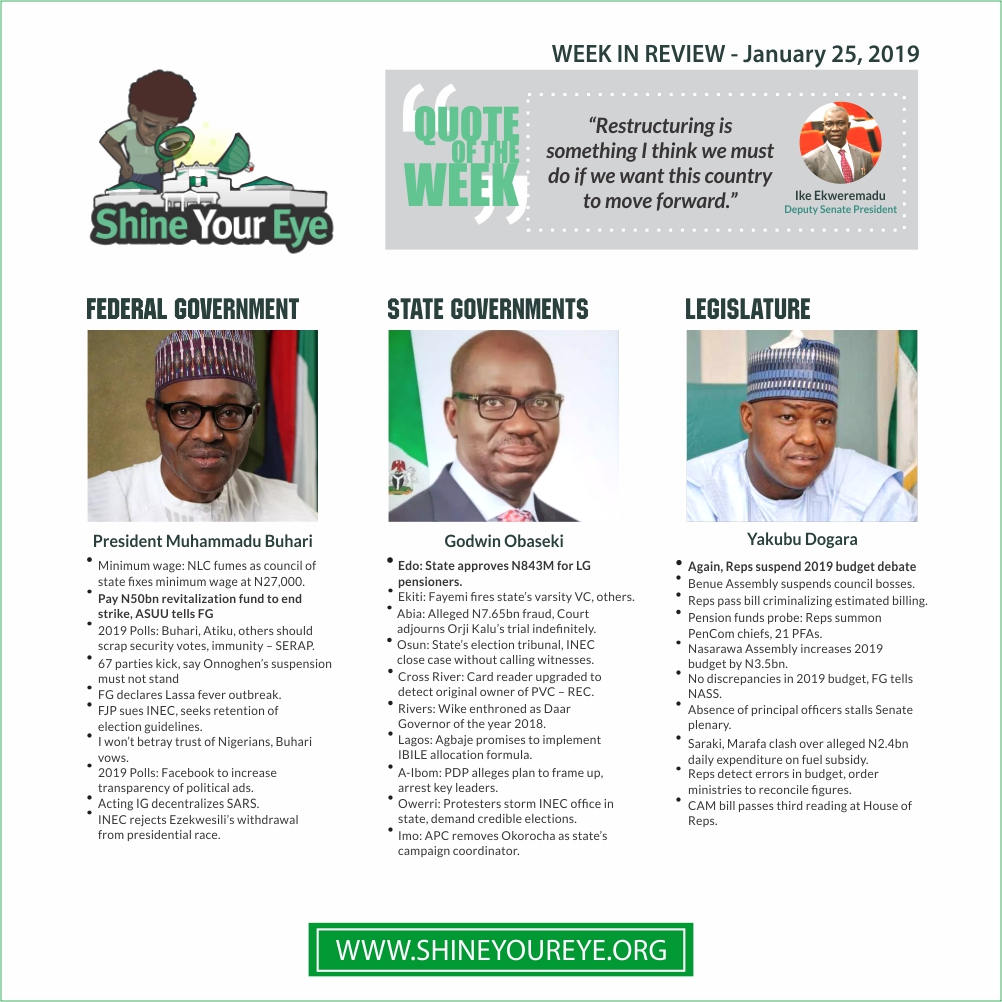 WEEK IN REVIEW - January 25, 2019
Shine Your Eye
QUOTE
OF THE
WEEK
“Restructuring is
something I think we must
do if we want this country
to move forward.”
Ike Ekweremadu
Deputy Senate President
FEDERAL GOVERNMENT
President Muhammadu Buhari
• Minimum wage: NLC fumes as council of
state fixes minimum wage at N27,000.
• Pay N50bn revitalization fund to end
strike, ASUU tells FG
• 2019 Polls: Buhari, Atiku, others should
scrap security votes, immunity – SERAP.
• 67 parties kick, say Onnoghen’s suspension
must not stand
• FG declares Lassa fever outbreak.
• FJP sues INEC, seeks retention of
election guidelines.
• I won’t betray trust of Nigerians, Buhari
vows.
• 2019 Polls: Facebook to increase
transparency of political ads.
• Acting IG decentralizes SARS.
• INEC rejects Ezekwesili’s withdrawal
from presidential race.
STATE GOVERNMENTS
Godwin Obaseki
• Edo: State approves N843M for LG
pensioners.
• Ekiti: Fayemi fires state’s varsity VC, others.
• Abia: Alleged N7.65bn fraud, Court
adjourns Orji Kalu’s trial indefinitely.
• Osun: State’s election tribunal, INEC
close case without calling witnesses.
• Cross River: Card reader upgraded to
detect original owner of PVC – REC.
• Rivers: Wike enthroned as Daar
Governor of the year 2018.
• Lagos: Agbaje promises to implement
IBILE allocation formula.
• A-Ibom: PDP alleges plan to frame up,
arrest key leaders.
• Owerri: Protesters storm INEC office in
state, demand credible elections.
• Imo: APC removes Okorocha as state’s
campaign coordinator.
LEGISLATURE
Yakubu Dogara
• Again, Reps suspend 2019 budget debate
• Benue Assembly suspends council bosses.
• Reps pass bill criminalizing estimated billing.
• Pension funds probe: Reps summon
PenCom chiefs, 21 PFAs.
• Nasarawa Assembly increases 2019
budget by N3.5bn.
• No discrepancies in 2019 budget, FG tells
NASS.
• Absence of principal officers stalls Senate
plenary.
• Saraki, Marafa clash over alleged N2.4bn
daily expenditure on fuel subsidy.
• Reps detect errors in budget, order
ministries to reconcile figures.
• CAM bill passes third reading at House of
Reps.
WWW.SHINEYOUREYE.ORG